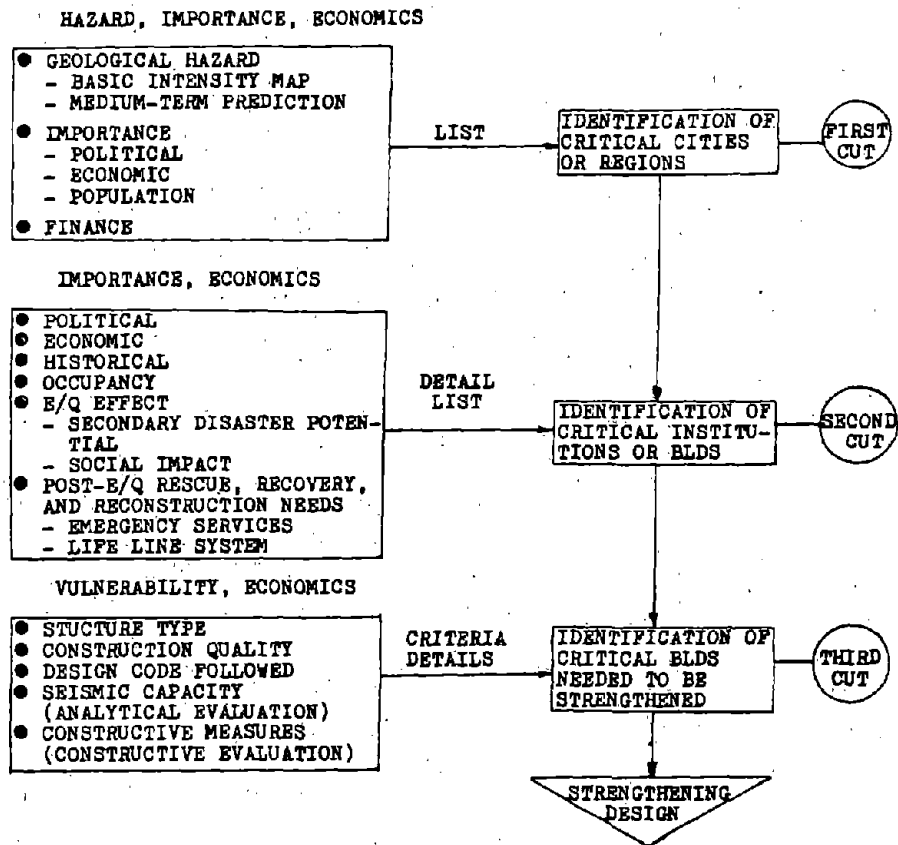 HAZARD, IMPORTANCE, ECONOMICS
● GEOLOGICAL HAZARD
- BASIC INTENSITY MAP
- MEDIUM-TERM PREDICTION
● IMPORTANCE
- POLITICAL
- ECONOMIC
- POPULATION
● FINANCE
LIST
IDENTIFICATION OF
CRITICAL CITIES
OR REGIONS
FIRST
CUT
IMPORTANCE, ECONOMICS
● POLITICAL
● ECONOMIC
● HISTORICAL
● OCCUPANCY
● E/Q EFFECT
- SECONDARY DISASTER POTEN-
TIAL
- SOCIAL IMPACT
● POST-E/Q RESCUE, RECOVERY,
AND RECONSTRUCTION NEEDS
- EMERGENCY SERVICES
- LIFE LINE SYSTEM
DETAIL
LIST
IDENTIFICATION OF
CRITICAL INSTITU-
TIONS OR BLDS
SECOND
CUT
VULNERABILITY, ECONOMICS
● STUCTURE TYPE
● CONSTRUCTION QUALITY
● DESIGN CODE FOLLOWED
● SEISMIC CAPACITY
(ANALYTICAL EVALUATION)
● CONSTRUCTIVE MEASURES
(CONSTRUCTIVE EVALUATION)
CRITERIA
DETAILS
IDENTIFICATION OF
CRITICAL BLDS
NEEDED TO BE
STRENGTHENED
THIRD
CUT
STRENGTHENING
DESIGN